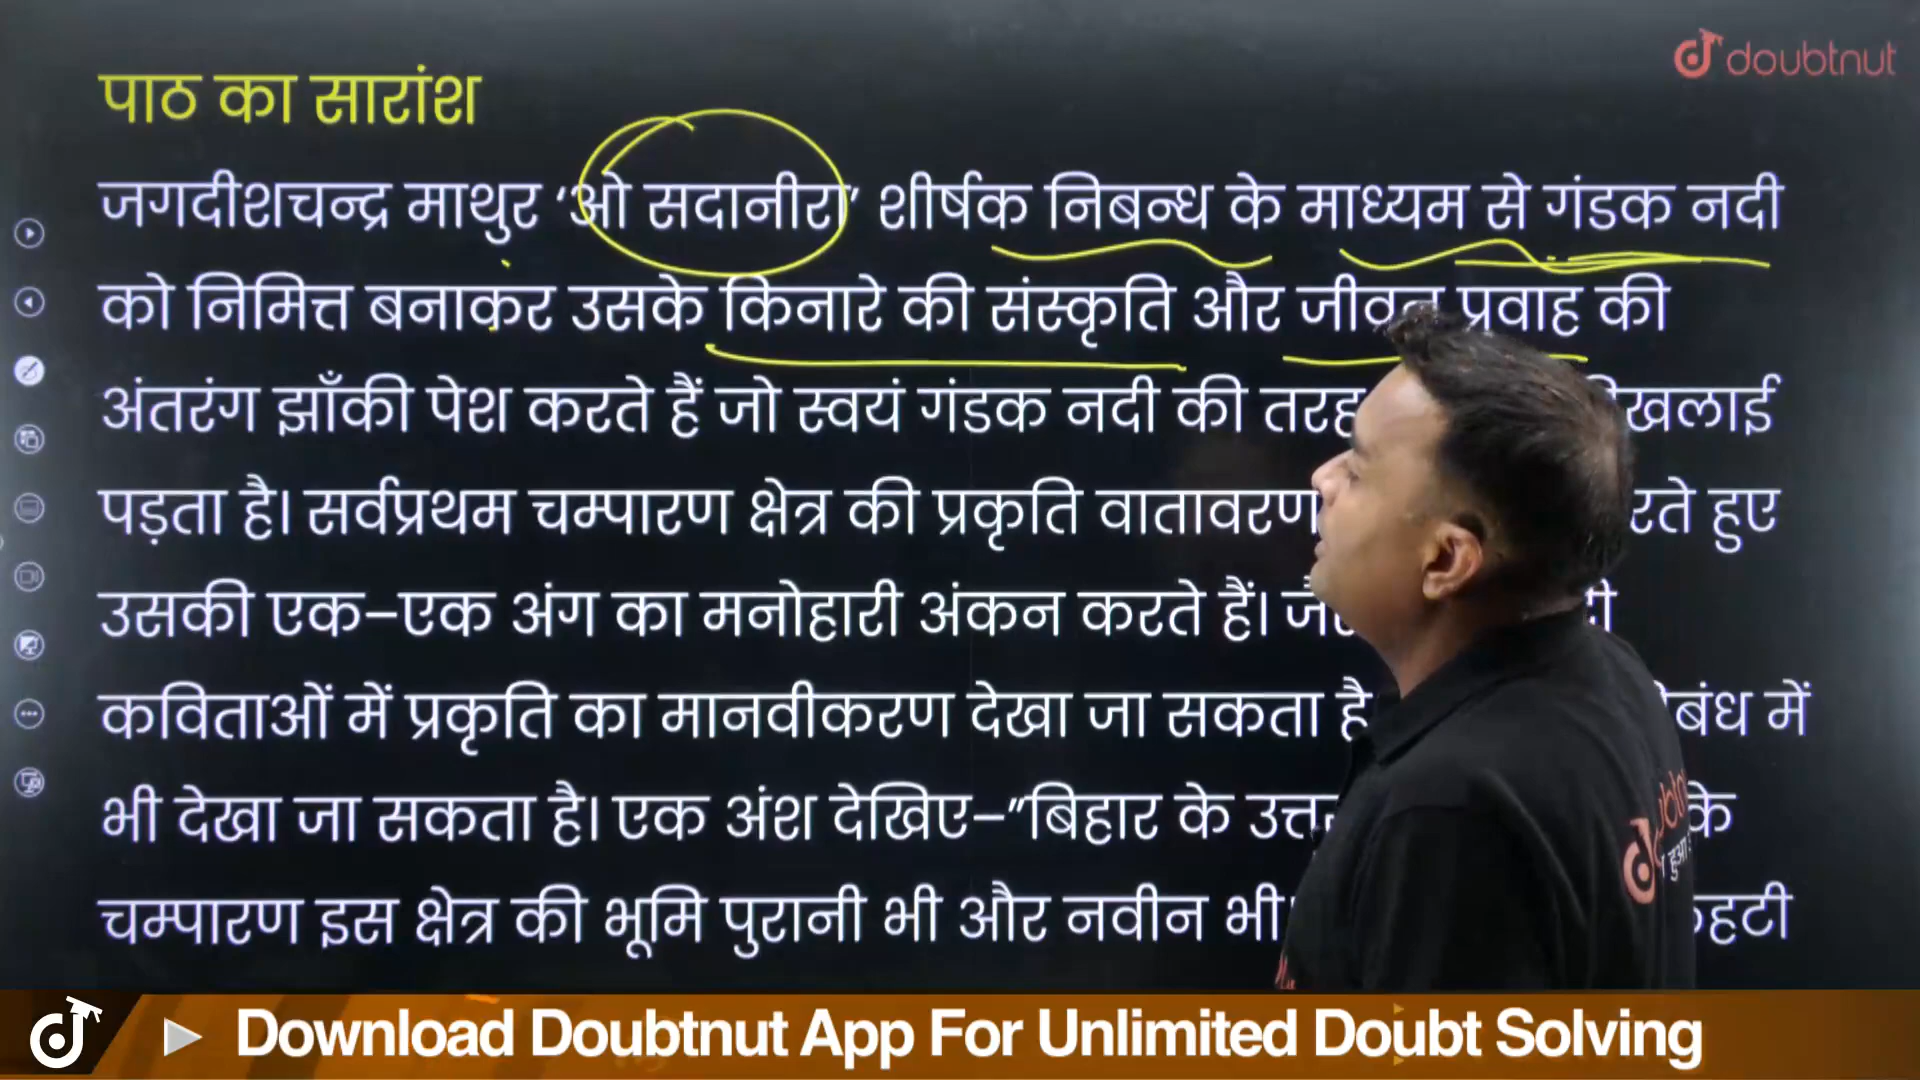 doubtnut
पाठ का सारांश
जगदीशचन्द्र माथुर ‘ओ सदानीरा’ शीर्षक निबन्ध के माध्यम से गंडक नदी
को निमित्त बनाकर उसके किनारे की संस्कृति और जीवन प्रवाह की
अंतरंग झाँकी पेश करते हैं जो स्वयं गंडक नदी की तरह
पड़ता है। सर्वप्रथम चम्पारण क्षेत्र की प्रकृति वातावरण हुए
उसकी एक–एक अंग का मनोहारी अंकन करते हैं।
कविताओं में प्रकृति का मानवीकरण देखा जा सकता है में
भी देखा जा सकता है। एक अंश देखिए–”बिहार के के
चम्पारण इस क्षेत्र की भूमि पुरानी भी और नवीन भी
Download Doubtnut App For Unlimited Doubt Solving